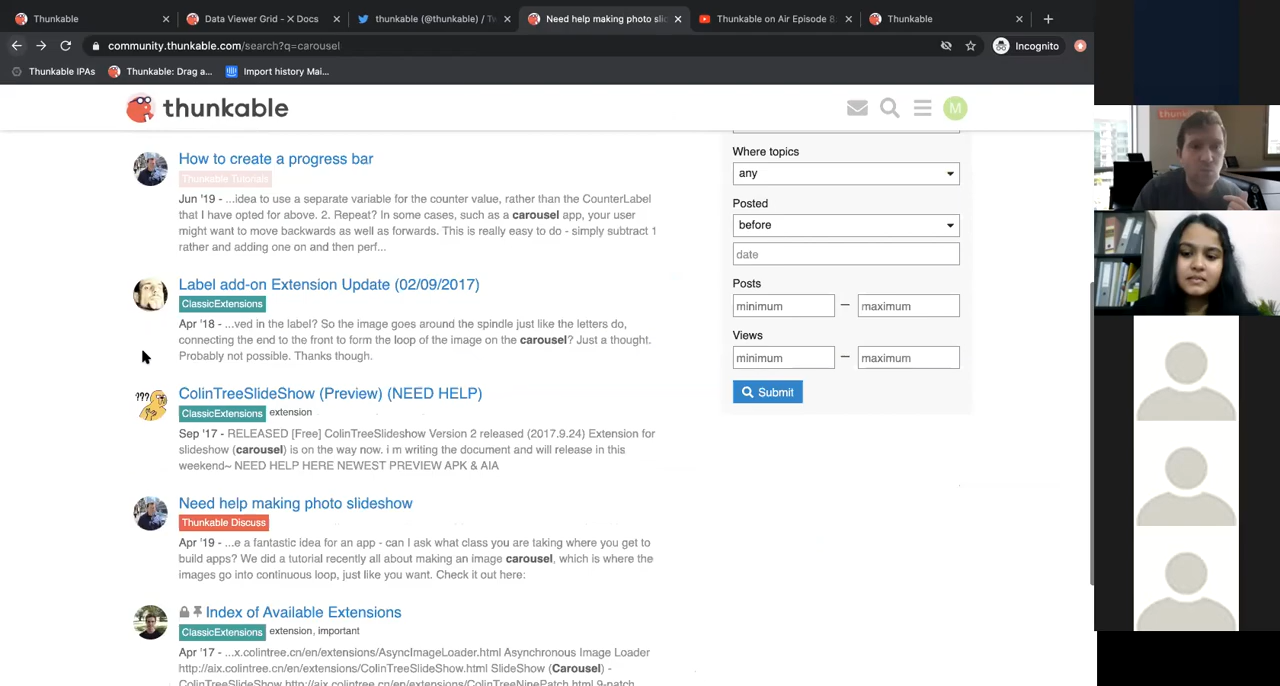 Thunkable
Data Viewer Grid - X Docs
thunkable (@thunkable) / Tw
Need help making photo slic
Thunkable on Air Episode 8
Thunkable
community.thunkable.com/search?q=carousel
Incognito
Thunkable IPAs
Thunkable: Drag a...
Import history Mai...
thunkable
M
How to create a progress bar
Thunkable Tutorials
Jun '19 - ...idea to use a separate variable for the counter value, rather than the CounterLabel
that I have opted for above. 2. Repeat? In some cases, such as a carousel app, your user
might want to move backwards as well as forwards. This is really easy to do - simply subtract 1
rather and adding one on and then perf...
Label add-on Extension Update (02/09/2017)
ClassicExtensions
Apr '18 - ...ved in the label? So the image goes around the spindle just like the letters do,
connecting the end to the front to form the loop of the image on the carousel? Just a thought.
Probably not possible. Thanks though.
???
ColinTreeSlideShow (Preview) (NEED HELP)
ClassicExtensions extension
Sep '17 - RELEASED [Free] ColinTreeSlideshow Version 2 released (2017.9.24) Extension for
slideshow (carousel) is on the way now. i m writing the document and will release in this
weekend~ NEED HELP HERE NEWEST PREVIEW APK & AIA
Need help making photo slideshow
Thunkable Discuss
Apr '19 - ...e a fantastic idea for an app - can I ask what class you are taking where you get to
build apps? We did a tutorial recently all about making an image carousel, which is where the
images go into continuous loop, just like you want. Check it out here:
Index of Available Extensions
ClassicExtensions extension, important
Apr '17 - ...x.colintree.cn/en/extensions/AsyncImageLoader.html Asynchronous Image Loader
http://aix.colintree.cn/en/extensions/ColinTreeSlideShow.html SlideShow (Carousel) -
ColinTreeSlideShow http://aix.colintree.cn/en/extensions/ColinTreeNinePatch.html 9-patch
Where topics
any
Posted
before
date
Posts
minimum — maximum
Views
minimum — maximum
Submit